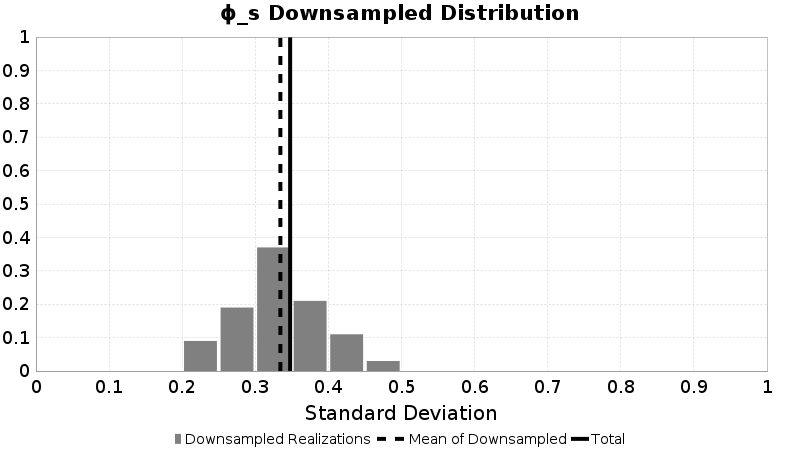 ϕ_s Downsampled Distribution
1
0.9
0.8
0.7
0.6
0.5
0.4
0.3
0.2
0.1
0
0 0.1 0.2 0.3 0.4 0.5 0.6 0.7 0.8 0.9 1
Standard Deviation
Downsampled Realizations Mean of Downsampled Total